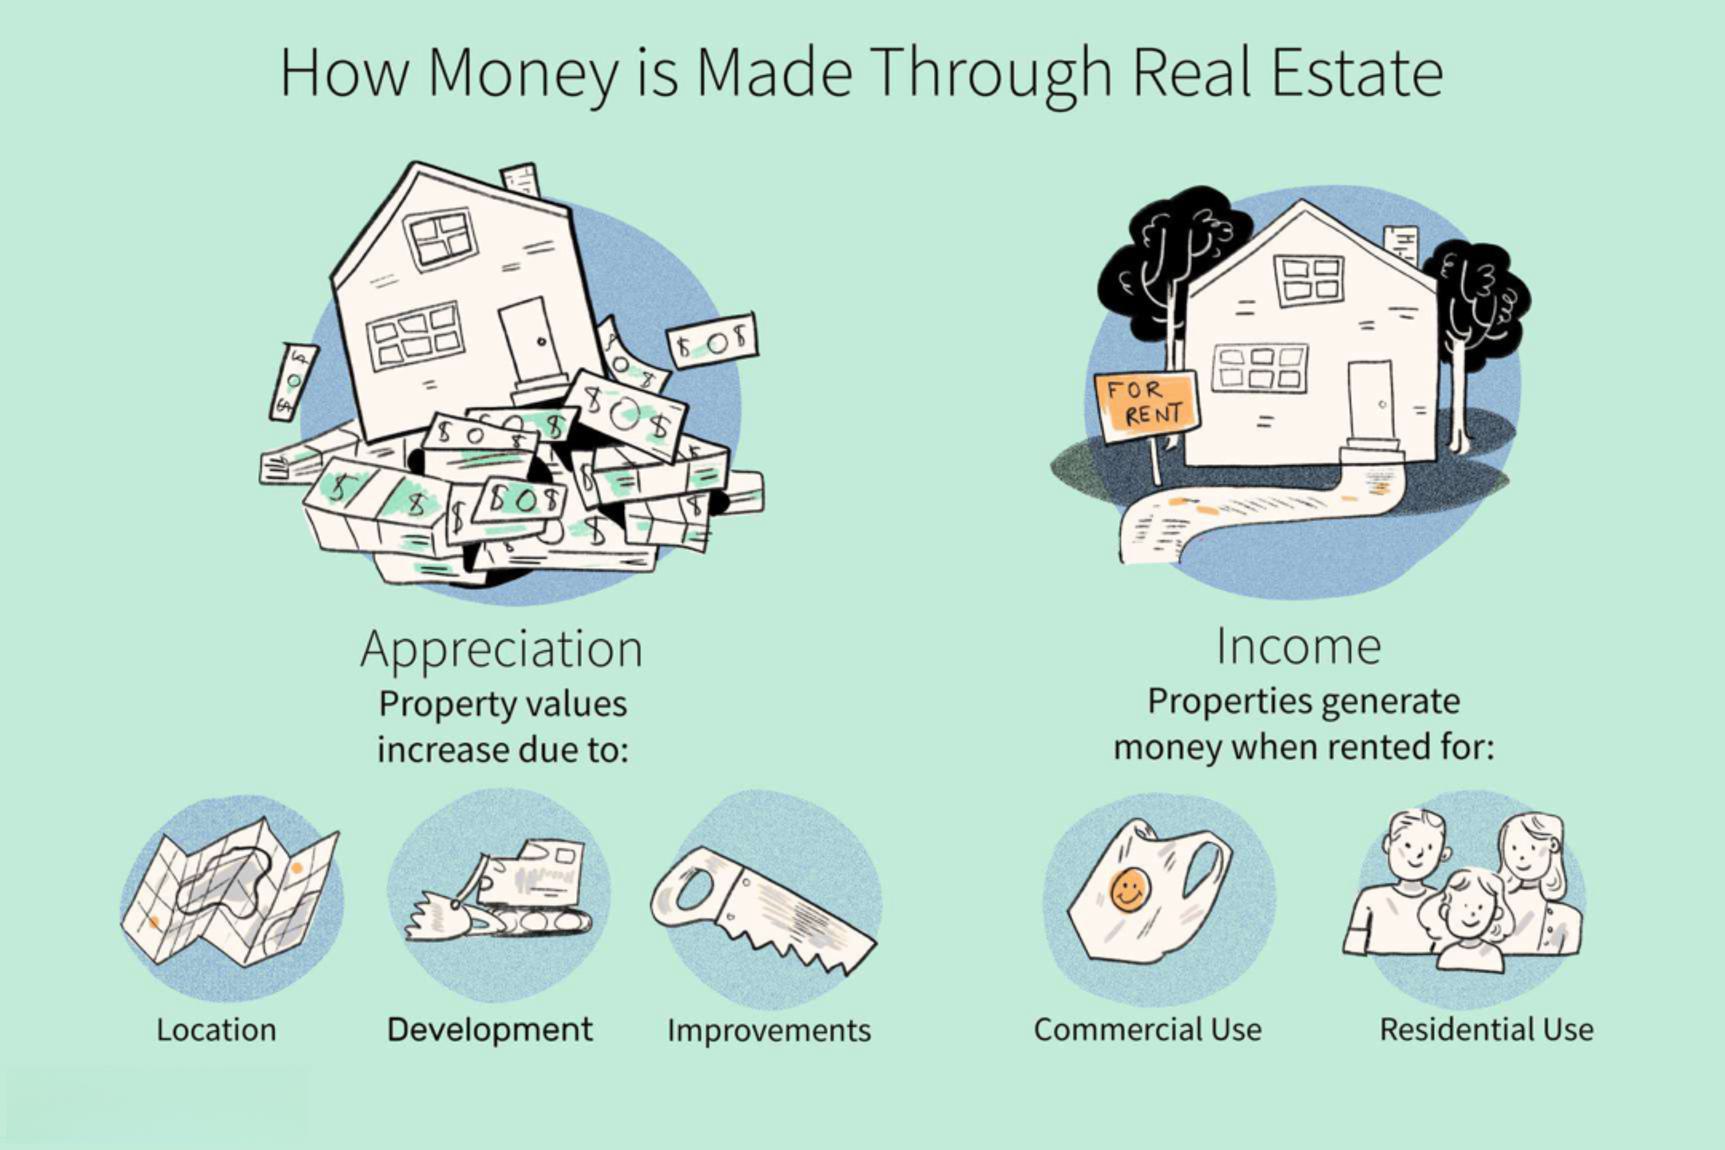 How Money is Made Through Real Estate
FOR
RENT
Appreciation
Property values
increase due to:
Location
Development
Improvements
Income
Properties generate
money when rented for:
Commercial Use
Residential Use